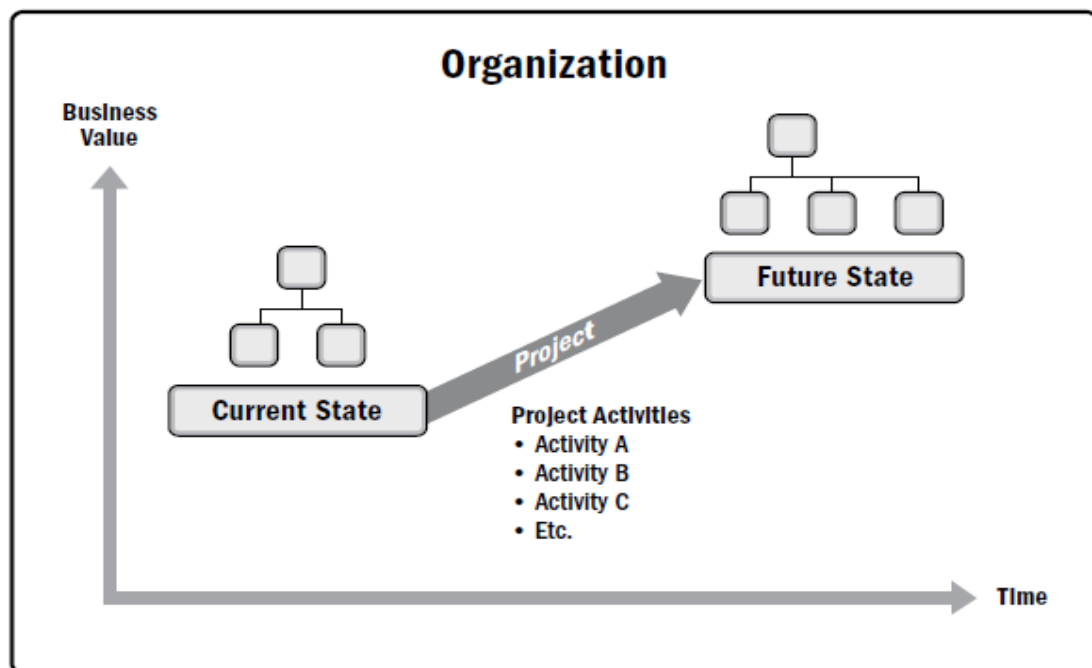 Organization
Business
Value
Future State
Project
Current State
Project Activities
• Activity A
• Activity B
• Activity C
• Etc.
Time